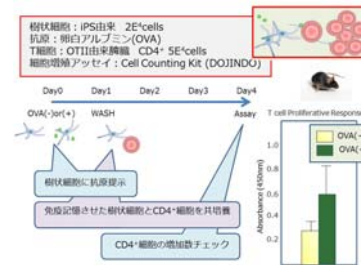 樹状細胞：iPS由来 2E⁴cells
抗原：卵白アルブミン(OVA)
T細胞：OTII由来脾臓 CD4⁺ 5E⁴cells
細胞増殖アッセイ：Cell Counting Kit (DOJINDO)
Day0 Day1 Day2 Day3 Day4
OVA(-)or(+) WASH Assay
樹状細胞に抗原提示
免疫記憶させた樹状細胞とCD4⁺細胞を共培養
CD4⁺細胞の増加数チェック
T cell Proliferative Response
OVA(-
OVA(+
Absorbance (450nm)
1.0
0.8
0.6
0.4
0.2